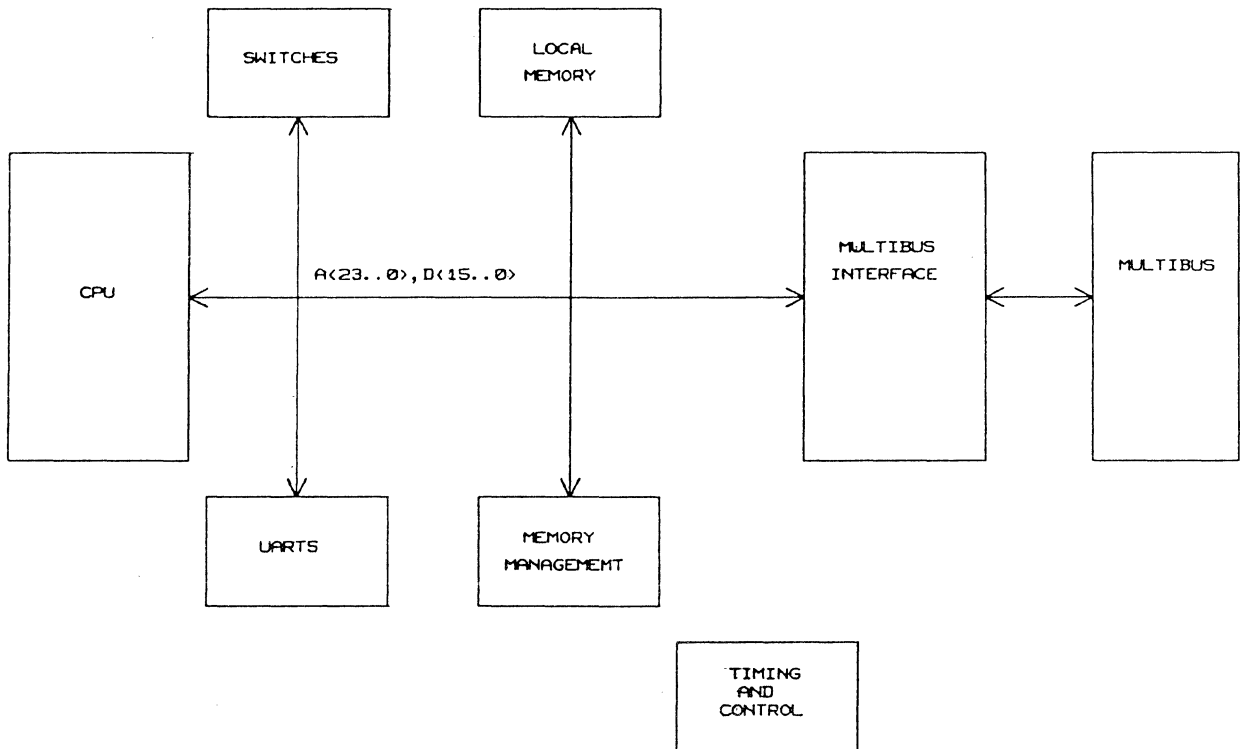 SWITCHES
LOCAL
MEMORY
CPU
A<23..0>,D<15..0>
MULTIBUS
INTERFACE
MULTIBUS
UARTS
MEMORY
MANAGEMEMT
TIMING
AND
CONTROL